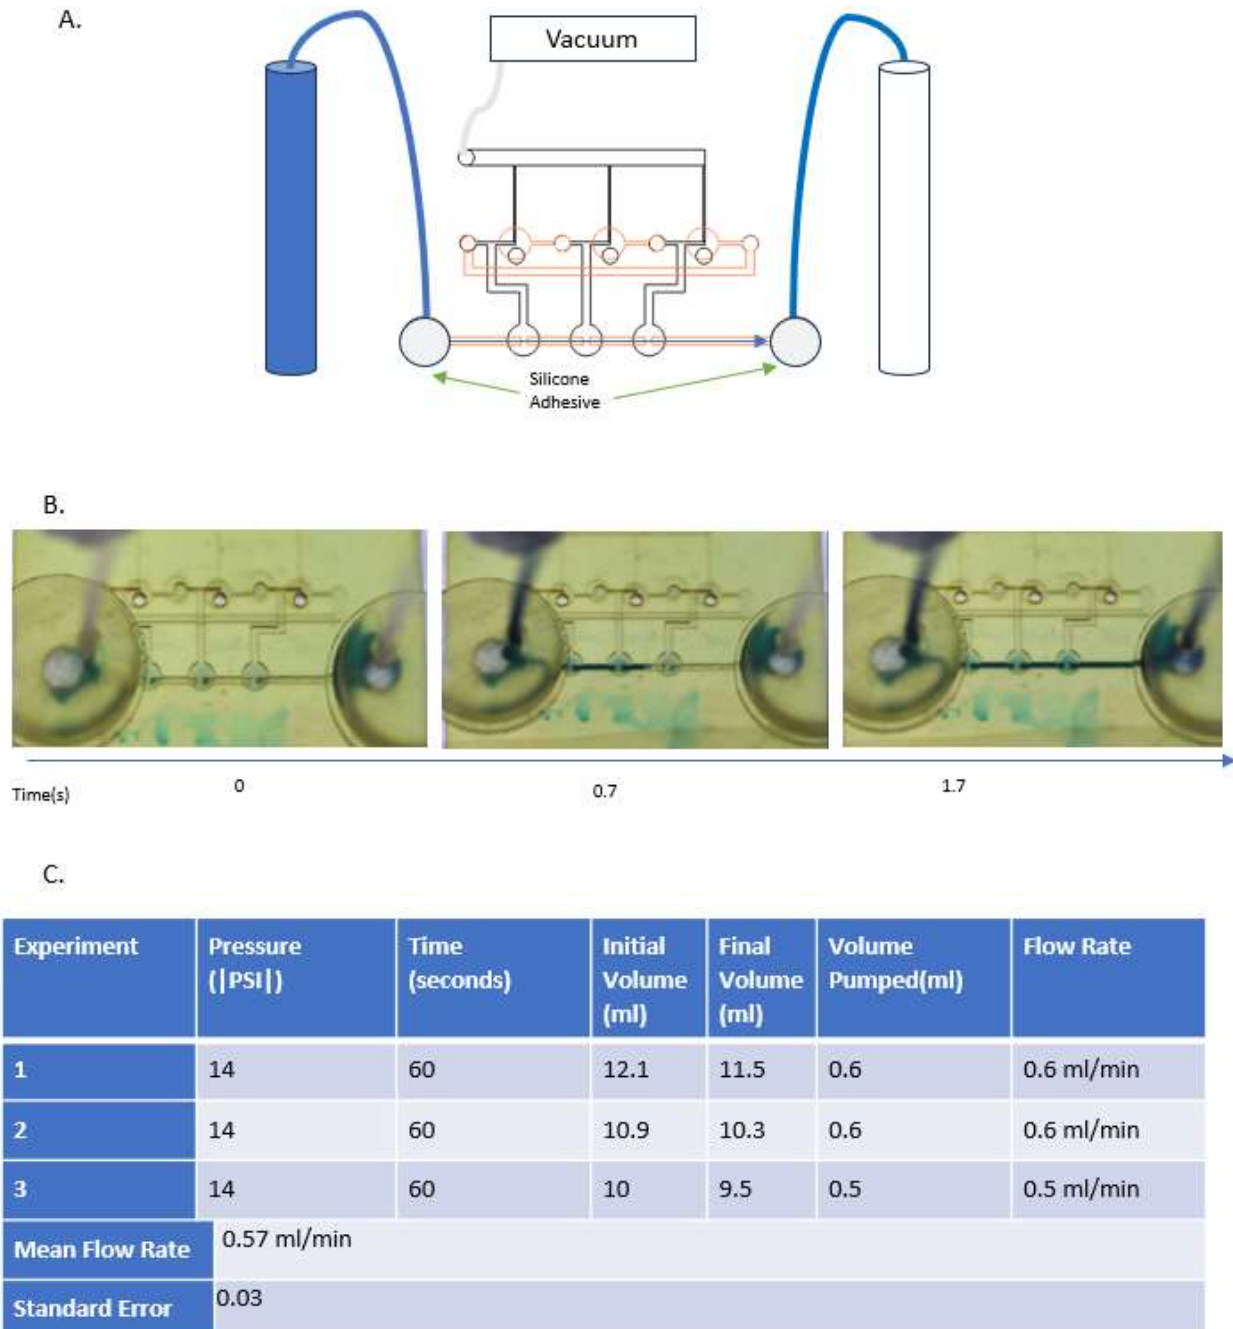 A.
Vacuum
Silicone
Adhesive
B.
Time(s)
0
0.7
1.7
C.
Experiment Pressure (|PSI|) Time (seconds) Initial Volume (ml) Final Volume (ml) Volume Pumped(ml) Flow Rate
1 14 60 12.1 11.5 0.6 0.6 ml/min
2 14 60 10.9 10.3 0.6 0.6 ml/min
3 14 60 10 9.5 0.5 0.5 ml/min
Mean Flow Rate 0.57 ml/min
Standard Error 0.03